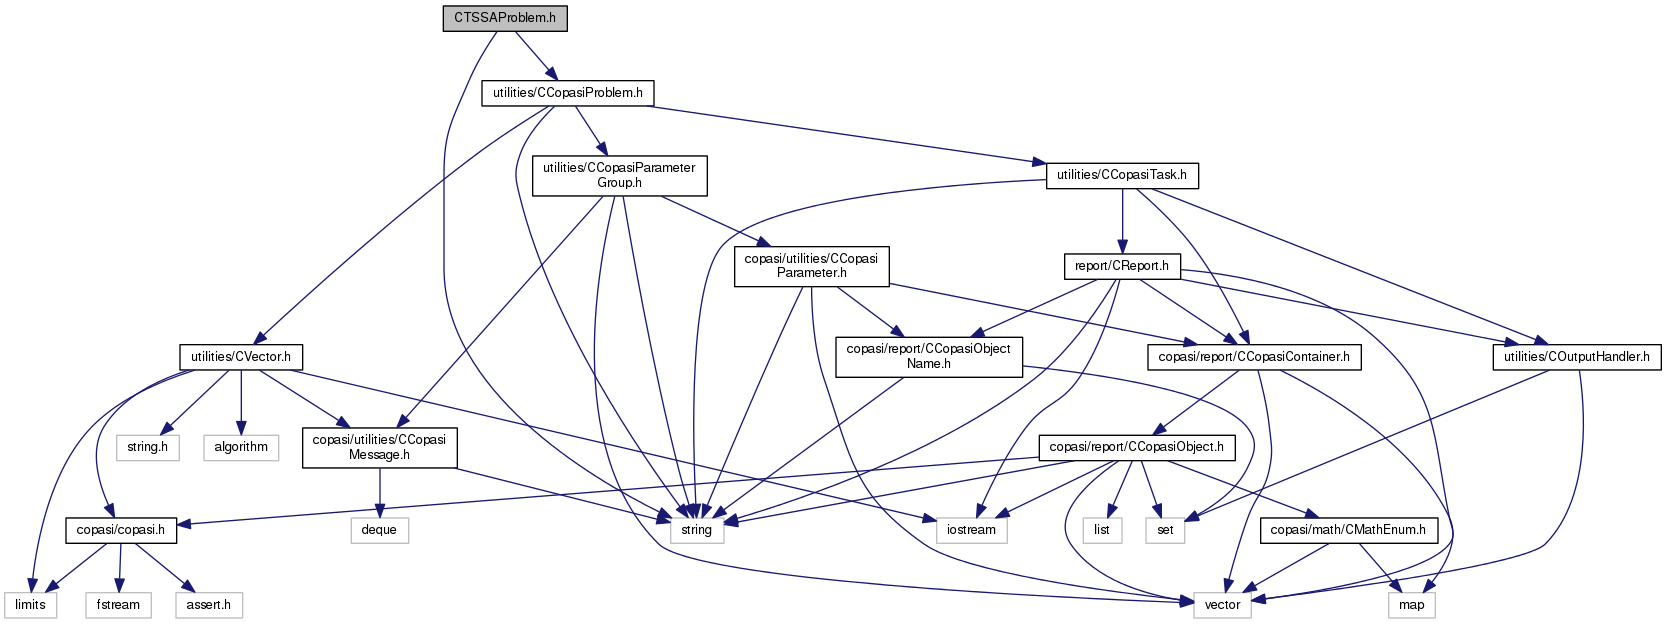 CTSSAProblem.h
utilities/CCopasiProblem.h
utilities/CCopasiParameter
Group.h
utilities/CCopasiTask.h
copasi/utilities/CCopasi
Parameter.h
report/CReport.h
utilities/CVector.h
copasi/report/CCopasiObject
Name.h
copasi/report/CCopasiContainer.h
utilities/COutputHandler.h
string.h
algorithm
copasi/utilities/CCopasi
Message.h
copasi/report/CCopasiObject.h
copasi/copasi.h
deque
string
iostream
list
set
copasi/math/CMathEnum.h
limits
fstream
assert.h
vector
map